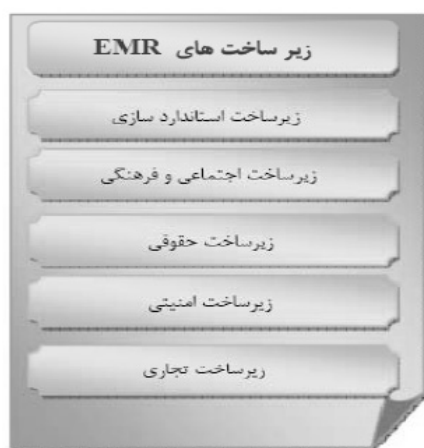 زیر ساخت های EMR
زیرساخت استاندارد سازی
زیرساخت اجتماعی و فرهنگی
زیرساخت حقوقی
زیرساخت امنیتی
زیرساخت تجاری